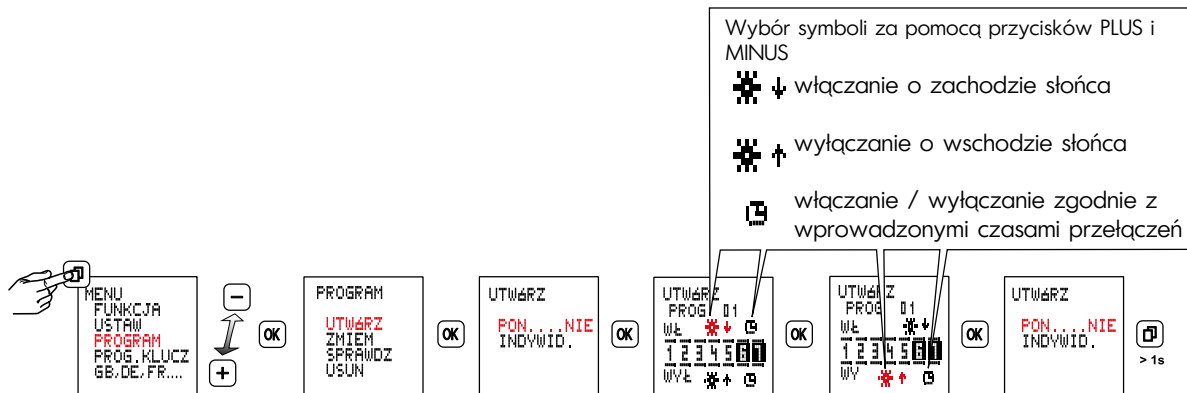 Wybór symboli za pomocą przycisków PLUS i
MINUS
włączanie o zachodzie słońca
wyłączanie o wschodzie słońca
włączanie / wyłączanie zgodnie z
wprowadzonymi czasami przełączeń
MENU
FUNKCJA
USTAW
PROGRAM
PROG.KLUCZ
GB,DE,FR....
OK
PROGRAM
UTWóRZ
ZMIEM
SPRAWDZ
USUN
OK
UTWóRZ
PON....NIE
INDYWID.
OK
UTWóRZ
PROG 01
WŁ
1 2 3 4 5 6 7
WYŁ
OK
UTWóRZ
PROG 01
WŁ
1 2 3 4 5 6 7
WY
OK
UTWóRZ
PON....NIE
INDYWID.
> 1s